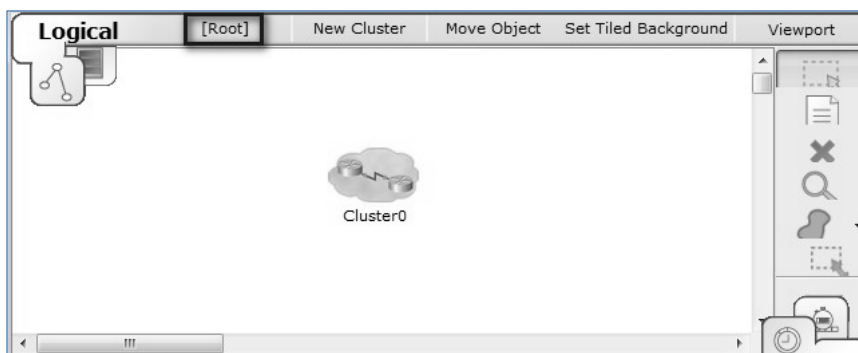 Logical [Root] New Cluster Move Object Set Tiled Background Viewport
Cluster0